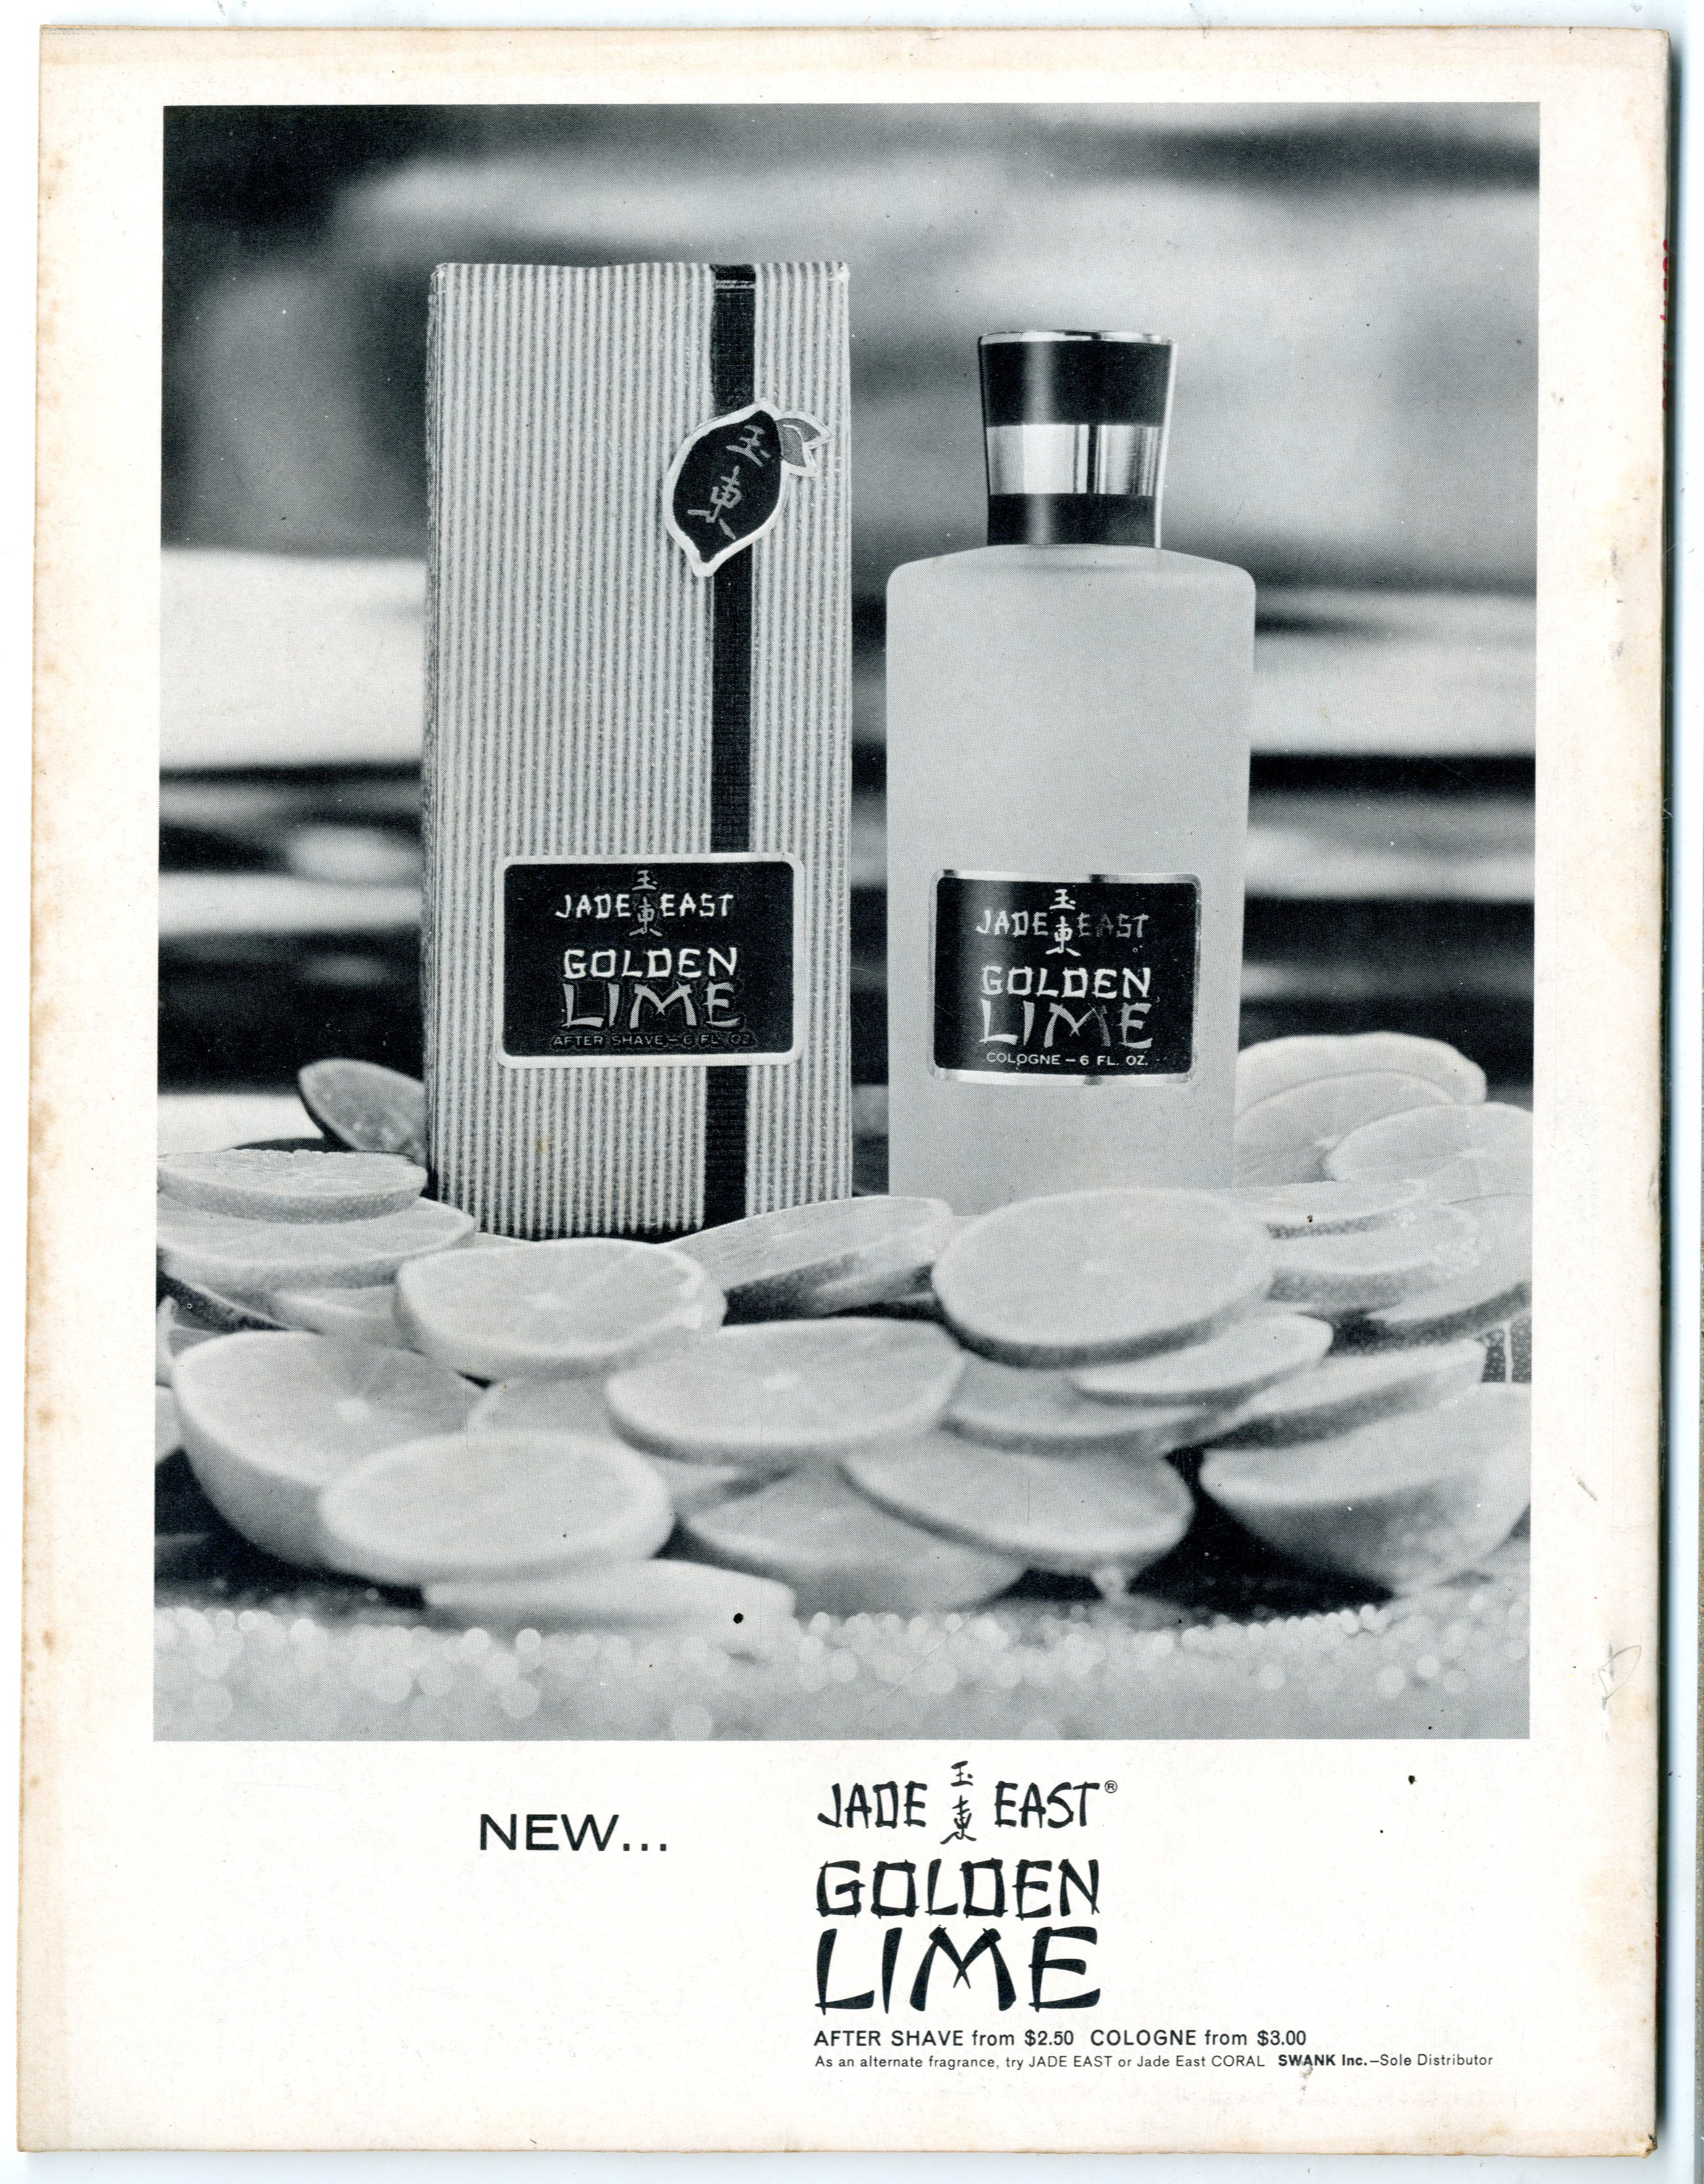 玉
東
玉
JADE EAST
東
GOLDEN
LIME
AFTER SHAVE – 6 FL. OZ.
玉
JADE EAST
東
GOLDEN
LIME
COLOGNE – 6 FL. OZ.
NEW...
玉
JADE EAST®
東
GOLDEN
LIME
AFTER SHAVE from $2.50 COLOGNE from $3.00
As an alternate fragrance, try JADE EAST or Jade East CORAL SWANK Inc.–Sole Distributor